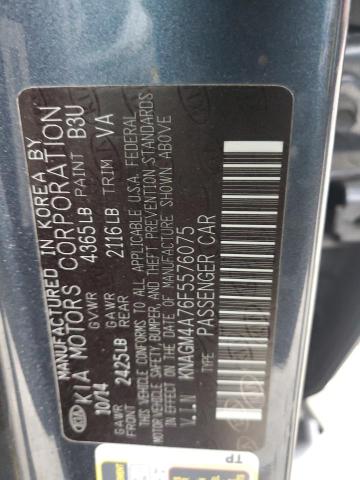 MANUFACTURED IN KOREA BY
KIA KIA MOTORS CORPORATION
10/14 GVWR 4365LB PAINT B3U
GAWR FRONT 2425LB GAWR REAR 2116LB TRIM VA
THIS VEHICLE CONFORMS TO ALL APPLICABLE U.S.A. FEDERAL
MOTOR VEHICLE SAFETY, BUMPER, AND THEFT PREVENTION STANDARDS
IN EFFECT ON THE DATE OF MANUFACTURE SHOWN ABOVE
V.I.N KNAGM4A76F5576075
TYPE PASSENGER CAR
TP